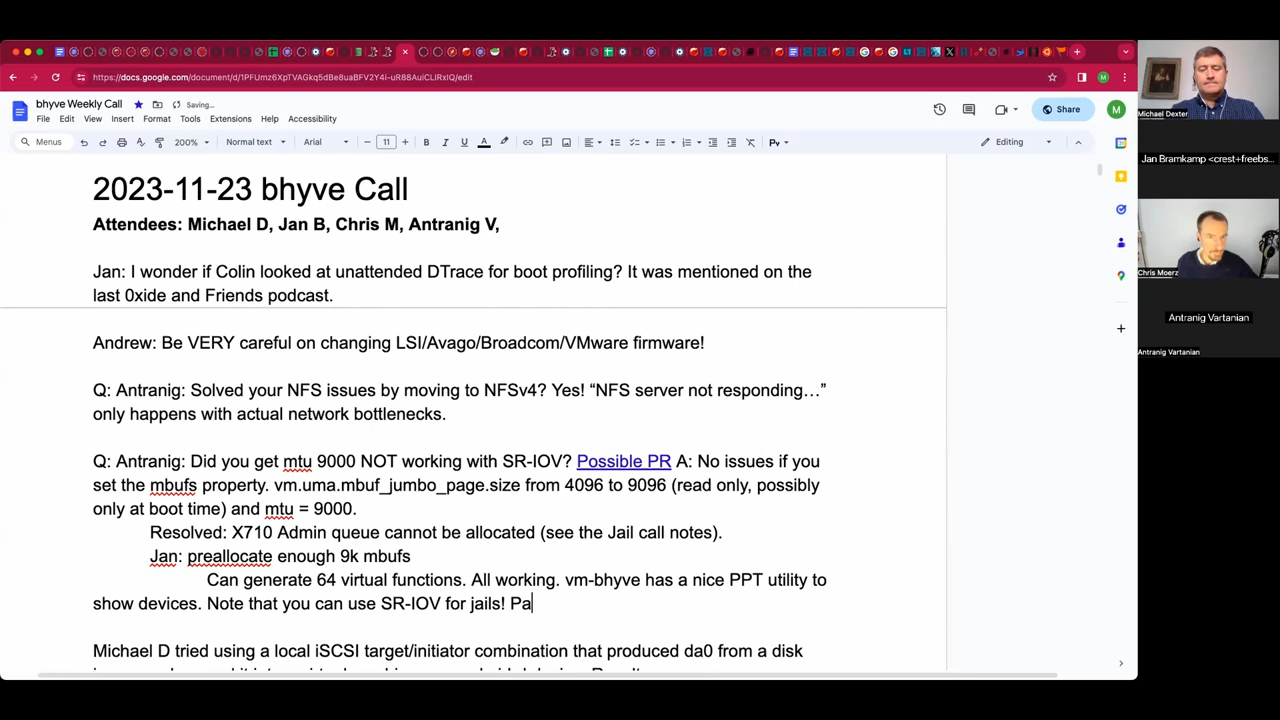 https://docs.google.com/document/d/1PFUmz6XpTVAGkq5dBe8uaBFV2Y4i-uR88AuiCLIRxIQ/edit
bhyve Weekly Call
Saving...
File Edit View Insert Format Tools Extensions Help Accessibility
Share
M
Menus
200%
Normal text
Arial
11
Editing
2023-11-23 bhyve Call
Attendees: Michael D, Jan B, Chris M, Antranig V,
Jan: I wonder if Colin looked at unattended DTrace for boot profiling? It was mentioned on the
last 0xide and Friends podcast.
Andrew: Be VERY careful on changing LSI/Avago/Broadcom/VMware firmware!
Q: Antranig: Solved your NFS issues by moving to NFSv4? Yes! “NFS server not responding…”
only happens with actual network bottlenecks.
Q: Antranig: Did you get mtu 9000 NOT working with SR-IOV? Possible PR A: No issues if you
set the mbufs property. vm.uma.mbuf_jumbo_page.size from 4096 to 9096 (read only, possibly
only at boot time) and mtu = 9000.
Resolved: X710 Admin queue cannot be allocated (see the Jail call notes).
Jan: preallocate enough 9k mbufs
Can generate 64 virtual functions. All working. vm-bhyve has a nice PPT utility to
show devices. Note that you can use SR-IOV for jails! Pa
Michael D tried using a local iSCSI target/initiator combination that produced da0 from a disk
Michael Dexter
Jan Bramkamp <crest+freebs...
Chris Moerz
Antranig Vartanian
Antranig Vartanian